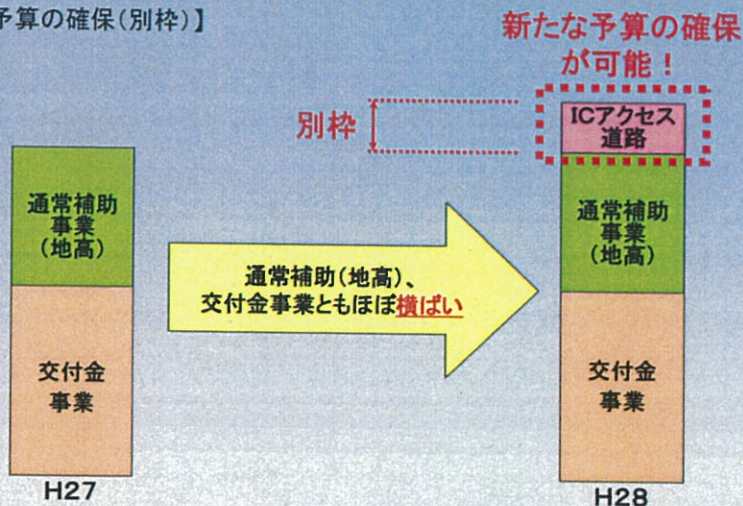 予算の確保(別枠)】
新たな予算の確保
が可能！
別枠
ICアクセス
道路
通常補助
事業
(地高)
交付金
事業
H27
通常補助(地高)、
交付金事業ともほぼ横ばい
通常補助
事業
(地高)
交付金
事業
H28